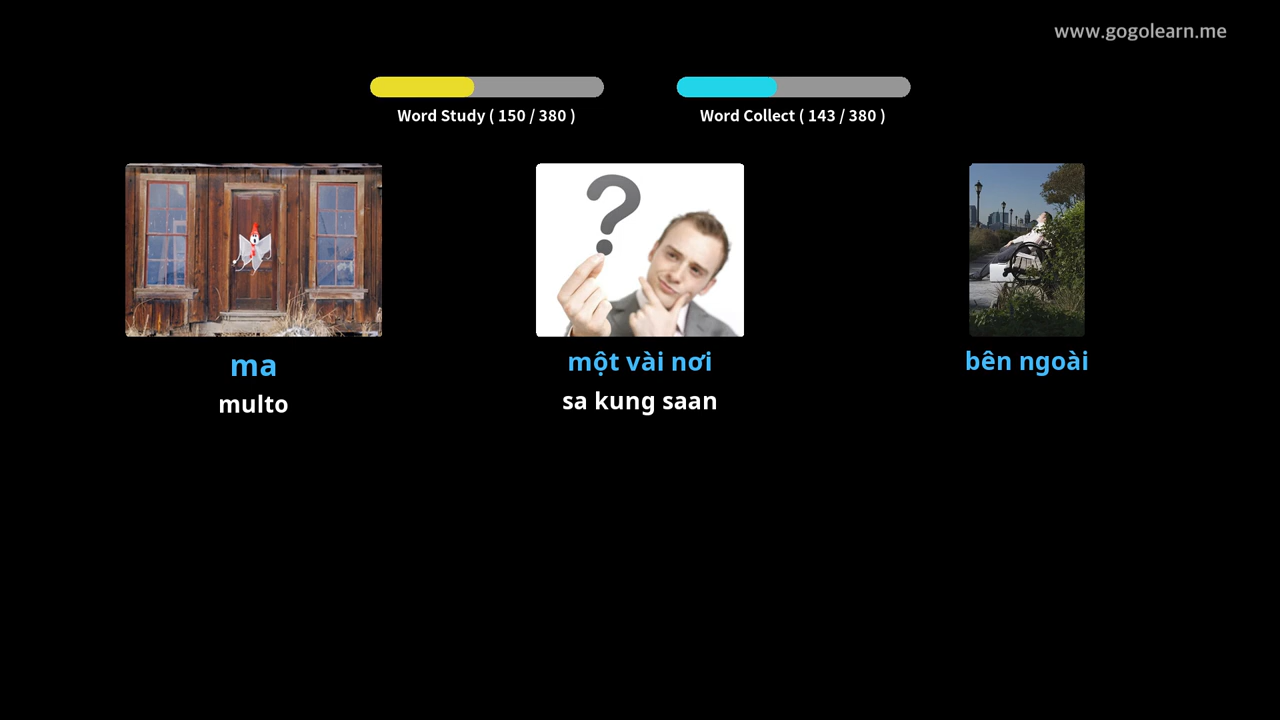 www.gogolearn.me
Word Study ( 150 / 380 )
Word Collect ( 143 / 380 )
ma
multo
một vài nơi
sa kung saan
bên ngoài